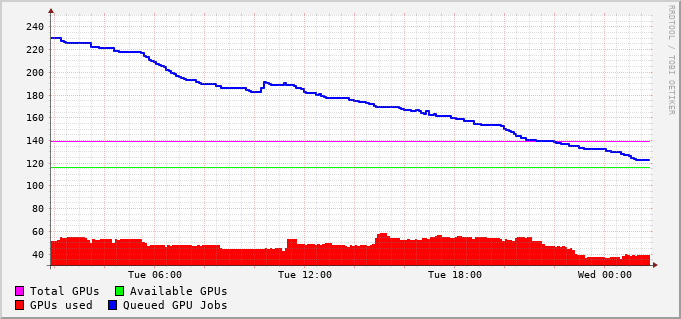 240
220
200
180
160
140
120
100
80
60
40
Tue 06:00 Tue 12:00 Tue 18:00 Wed 00:00
Total GPUs Available GPUs
GPUs used Queued GPU Jobs
RRDTOOL / TOBI OETIKER